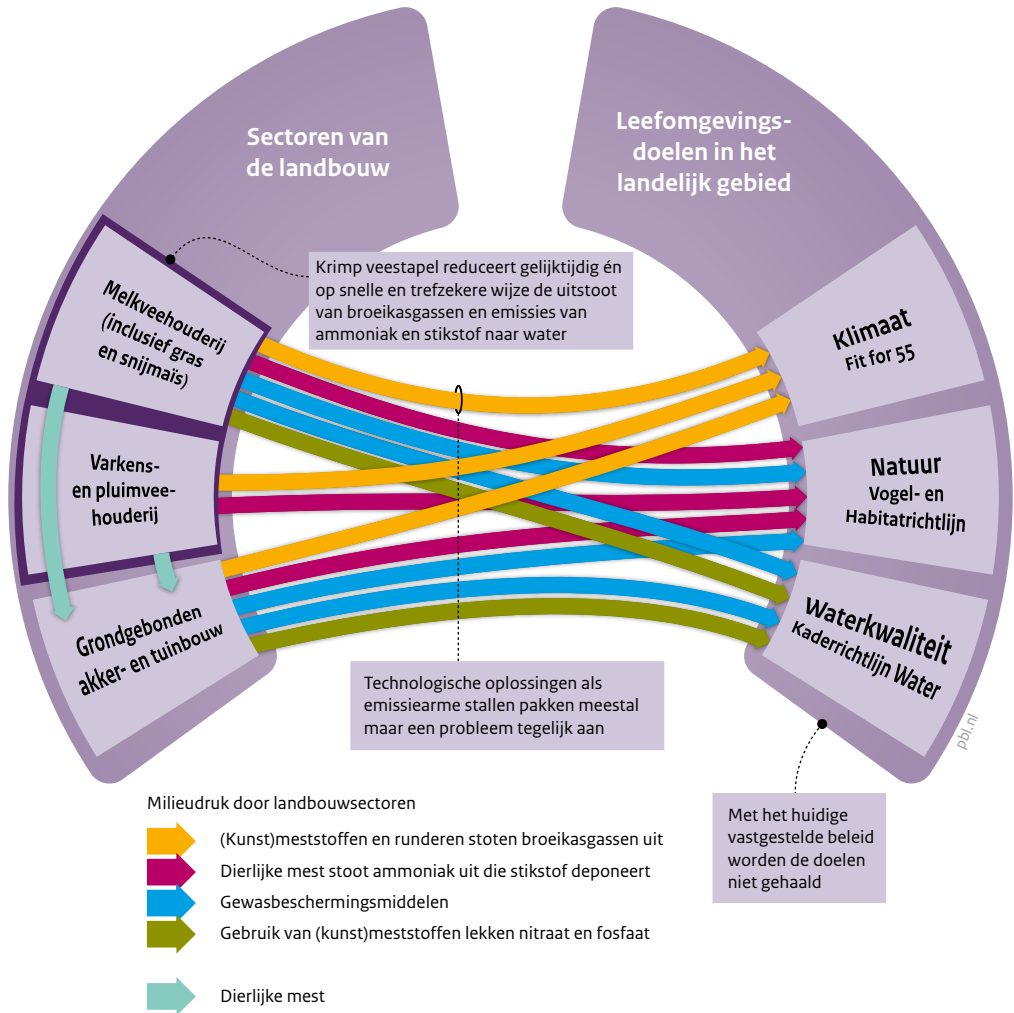 Sectoren van
de landbouw
Leefomgevings-
doelen in het
landelijk gebied
Krimp veestapel reduceert gelijktijdig én
op snelle en trefzekere wijze de uitstoot
van broeikasgassen en emissies van
ammoniak en stikstof naar water
Melkveehouderij
(inclusief gras
en snijmaïs)
Varkens-
en pluimvee-
houderij
Grondgebonden
akker- en tuinbouw
Klimaat
Fit for 55
Natuur
Vogel- en
Habitatrichtlijn
Waterkwaliteit
Kaderrichtlijn Water
Technologische oplossingen als
emissiearme stallen pakken meestal
maar een probleem tegelijk aan
pbl.nl
Met het huidige
vastgestelde beleid
worden de doelen
niet gehaald
Milieudruk door landbouwsectoren
(Kunst)meststoffen en runderen stoten broeikasgassen uit
Dierlijke mest stoot ammoniak uit die stikstof deponeert
Gewasbeschermingsmiddelen
Gebruik van (kunst)meststoffen lekken nitraat en fosfaat
Dierlijke mest